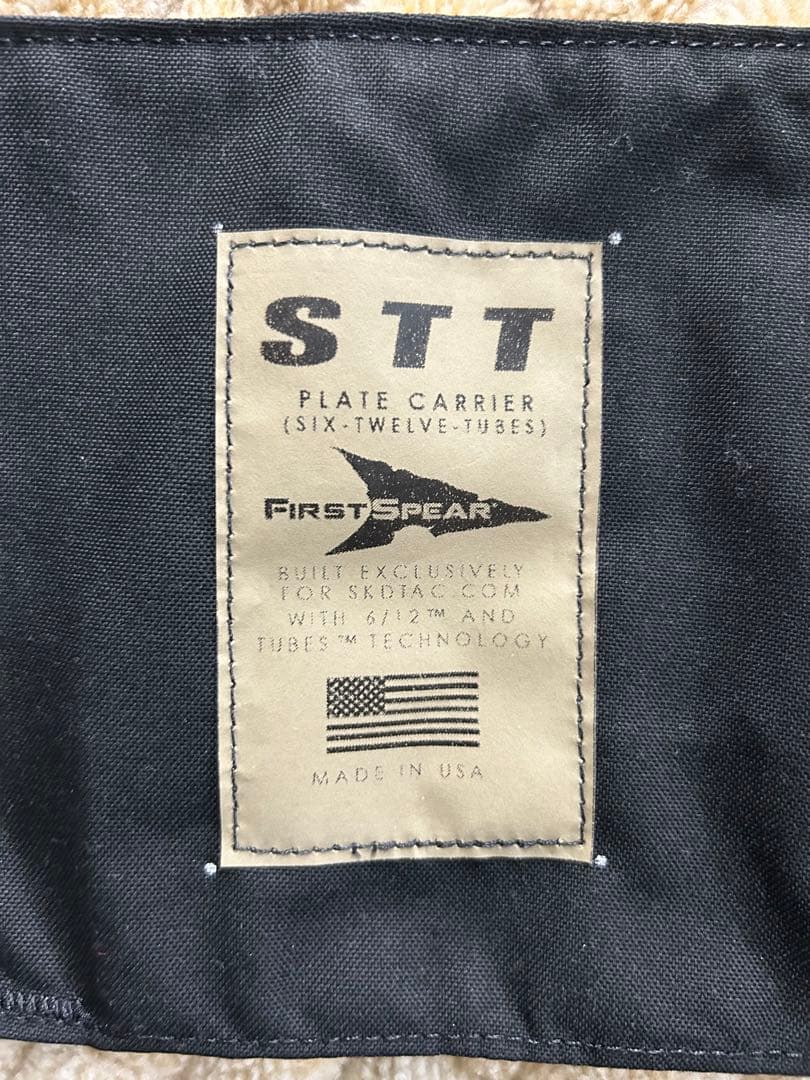 STT
PLATE CARRIER
(SIX-TWELVE-TUBES)
FIRSTSPEAR
BUILT EXCLUSIVELY
FOR SKDTAC.COM
WITH 6/12™ AND
TUBES™ TECHNOLOGY
MADE IN USA